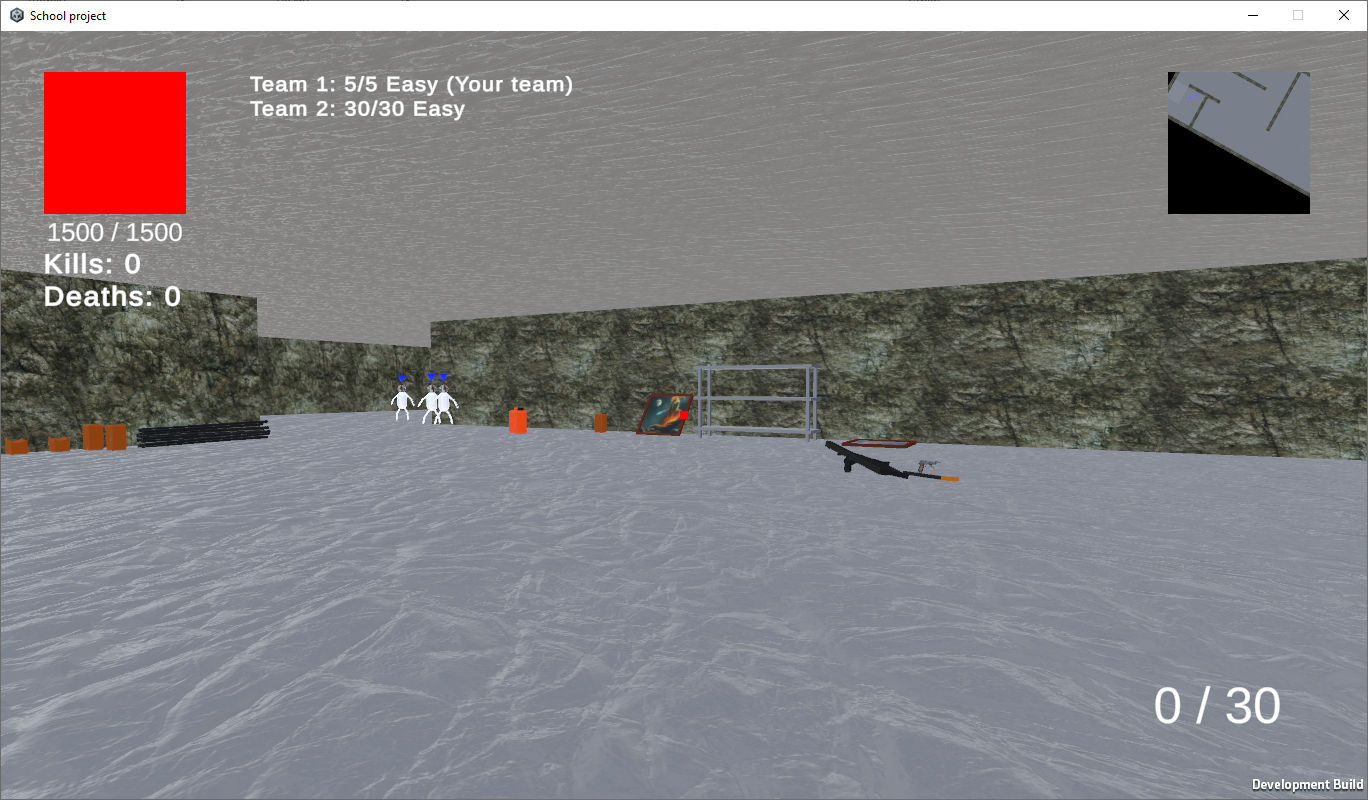 School project
Team 1: 5/5 Easy (Your team)
Team 2: 30/30 Easy
1500 / 1500
Kills: 0
Deaths: 0
0 / 30
Development Build